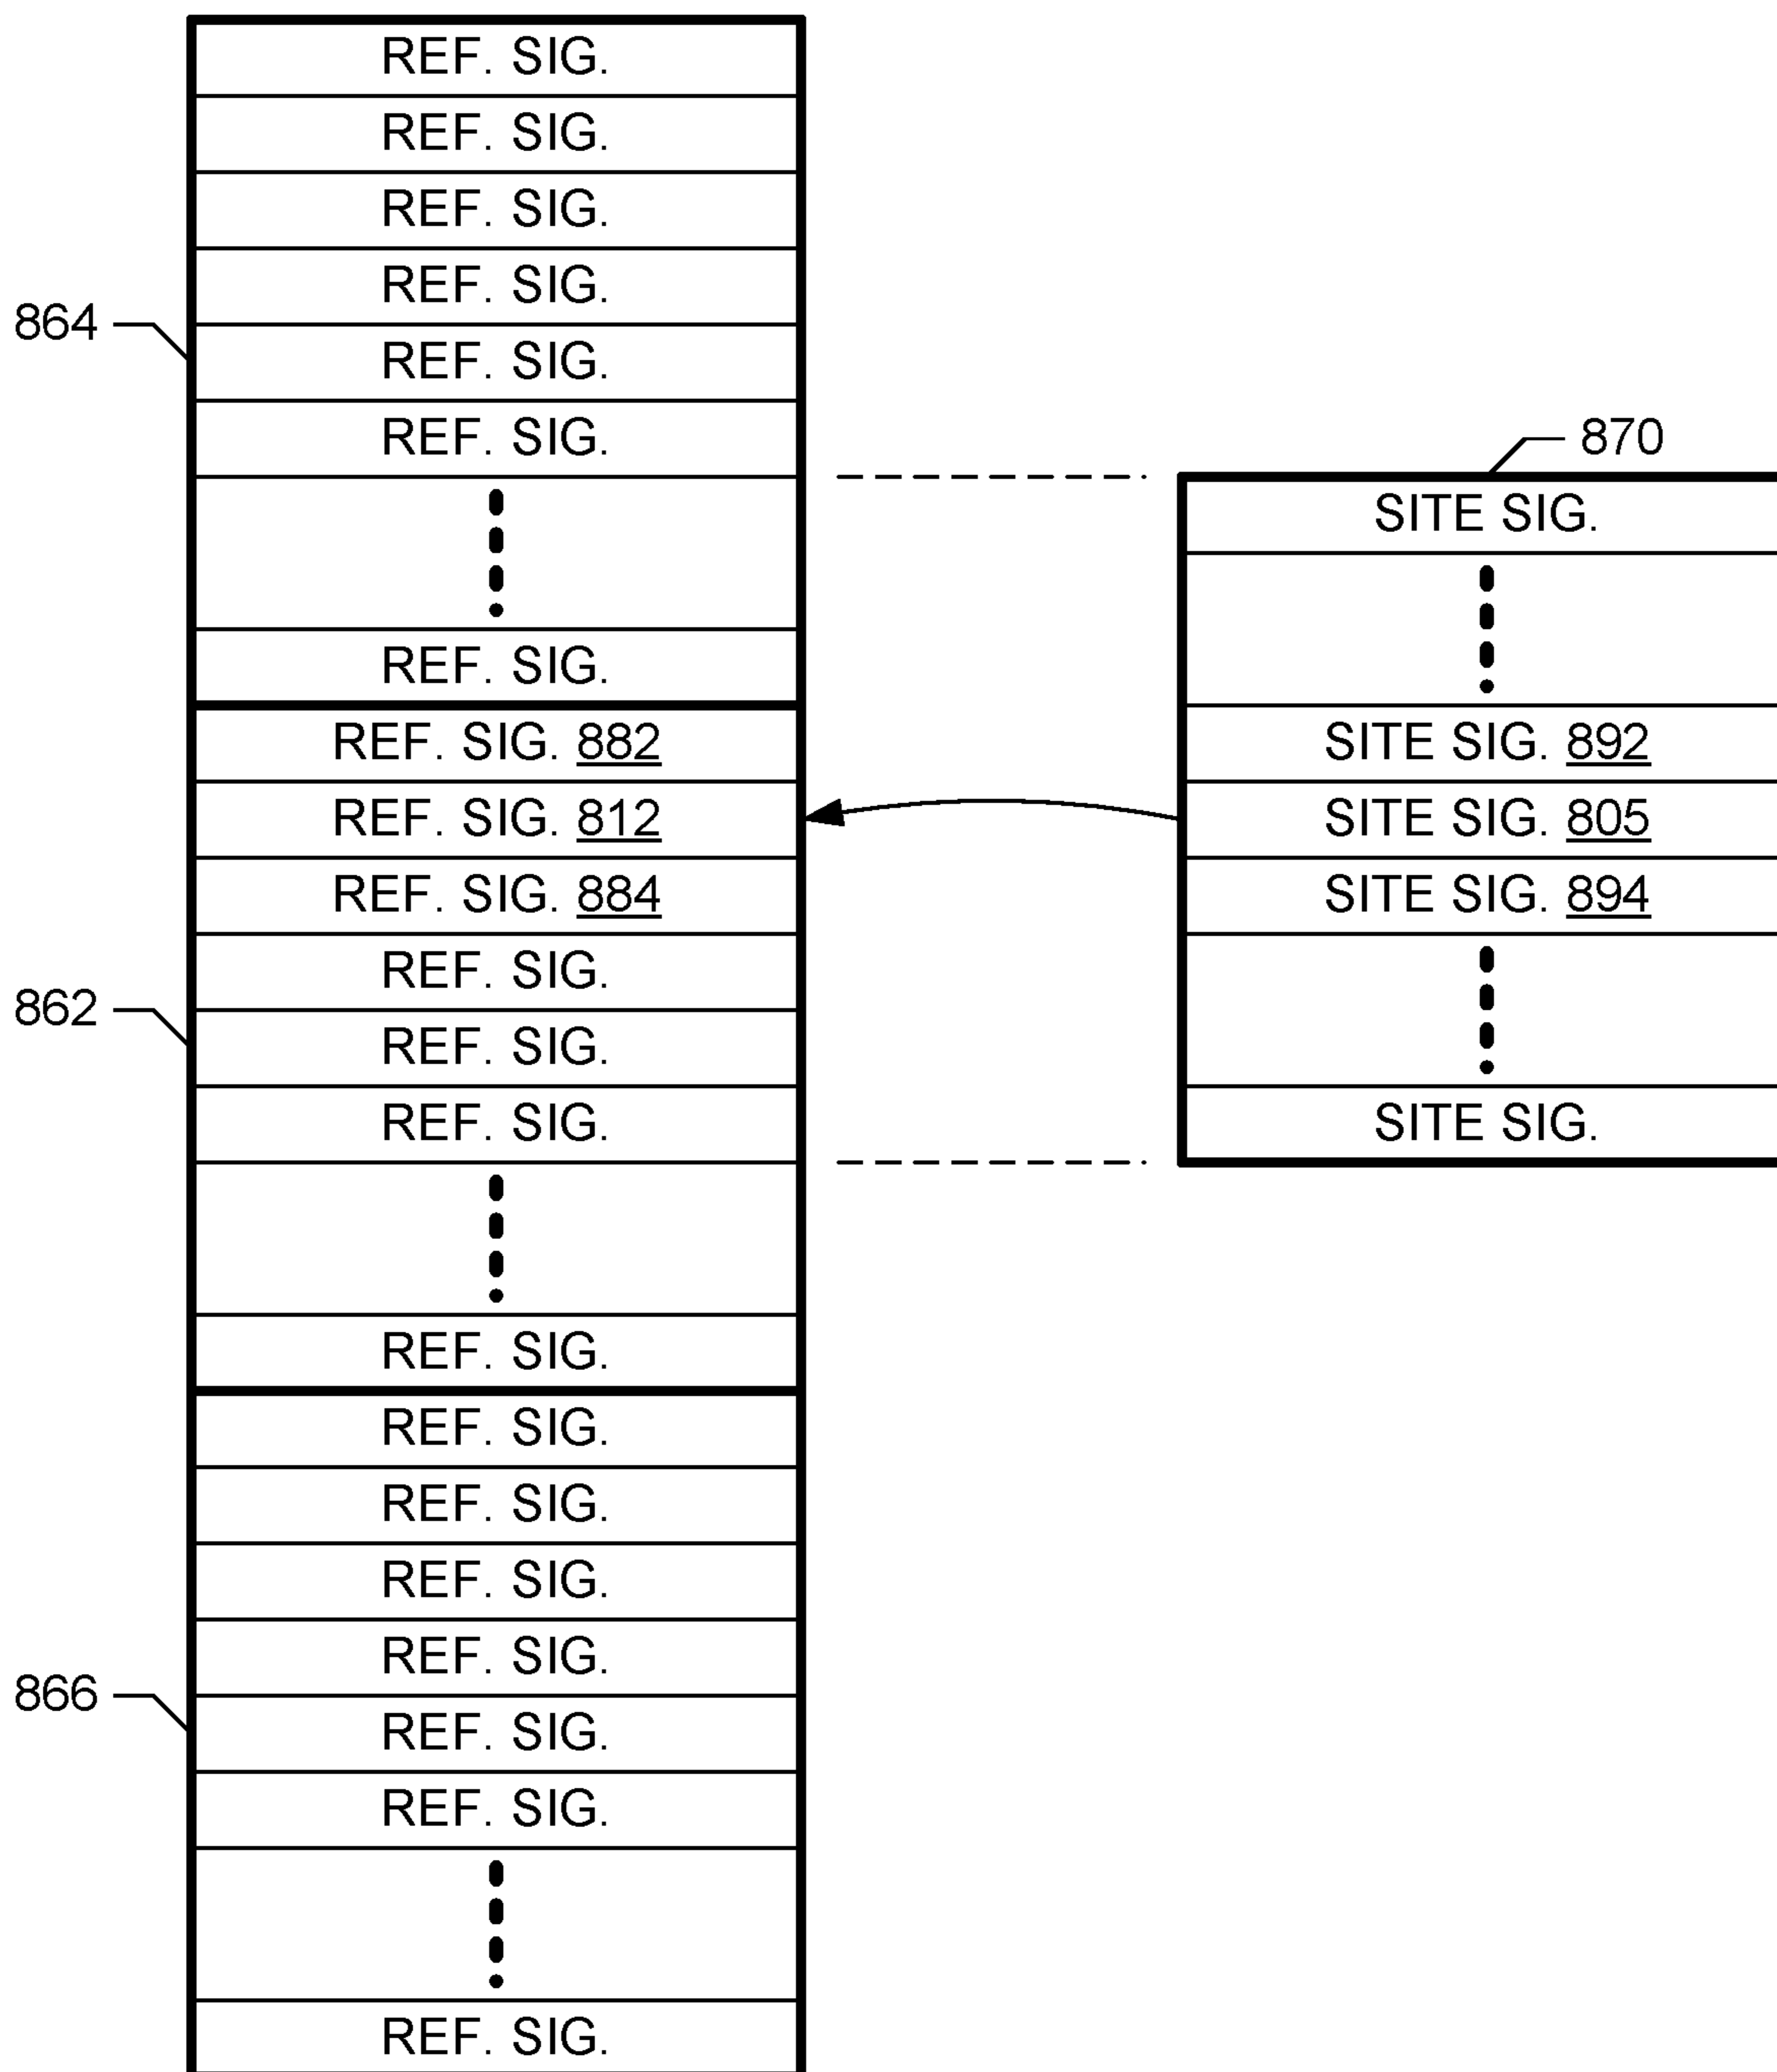 REF. SIG.
REF. SIG.
REF. SIG.
REF. SIG.
864
REF. SIG.
REF. SIG.
REF. SIG.
REF. SIG. 882
REF. SIG. 812
REF. SIG. 884
REF. SIG.
862
REF. SIG.
REF. SIG.
REF. SIG.
REF. SIG.
REF. SIG.
REF. SIG.
REF. SIG.
866
REF. SIG.
REF. SIG.
REF. SIG.
870
SITE SIG.
SITE SIG. 892
SITE SIG. 805
SITE SIG. 894
SITE SIG.